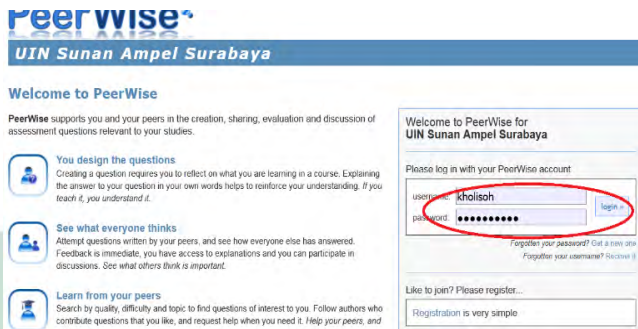 PeerWise
UIN Sunan Ampel Surabaya
Welcome to PeerWise
PeerWise supports you and your peers in the creation, sharing, evaluation and discussion of
assessment questions relevant to your studies.
You design the questions
Creating a question requires you to reflect on what you are learning in a course. Explaining
the answer to your question in your own words helps to reinforce your understanding. If you
teach it, you understand it.
See what everyone thinks
Attempt questions written by your peers, and see how everyone else has answered.
Feedback is immediate, you have access to explanations and you can participate in
discussions. See what others think is important.
Learn from your peers
Search by quality, difficulty and topic to find questions of interest to you. Follow authors who
contribute questions that you like, and request help when you need it. Help your peers, and
Welcome to PeerWise for
UIN Sunan Ampel Surabaya
Please log in with your PeerWise account
username: kholisoh
password: ●●●●●●●●●●
login »
Forgotten your password? Get a new one
Forgotten your username? Recover it
Like to join? Please register...
Registration is very simple